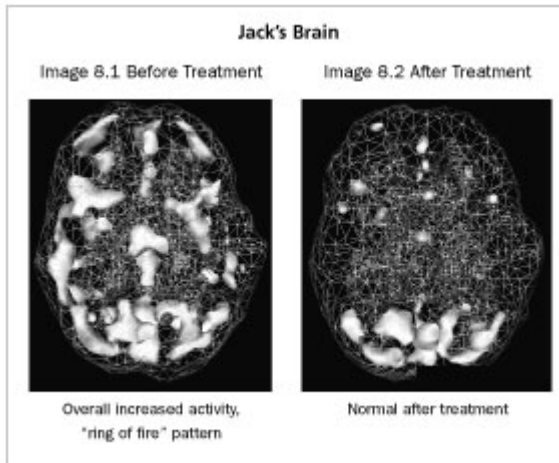 Jack's Brain
Image 8.1 Before Treatment
Image 8.2 After Treatment
Overall increased activity,
"ring of fire" pattern
Normal after treatment